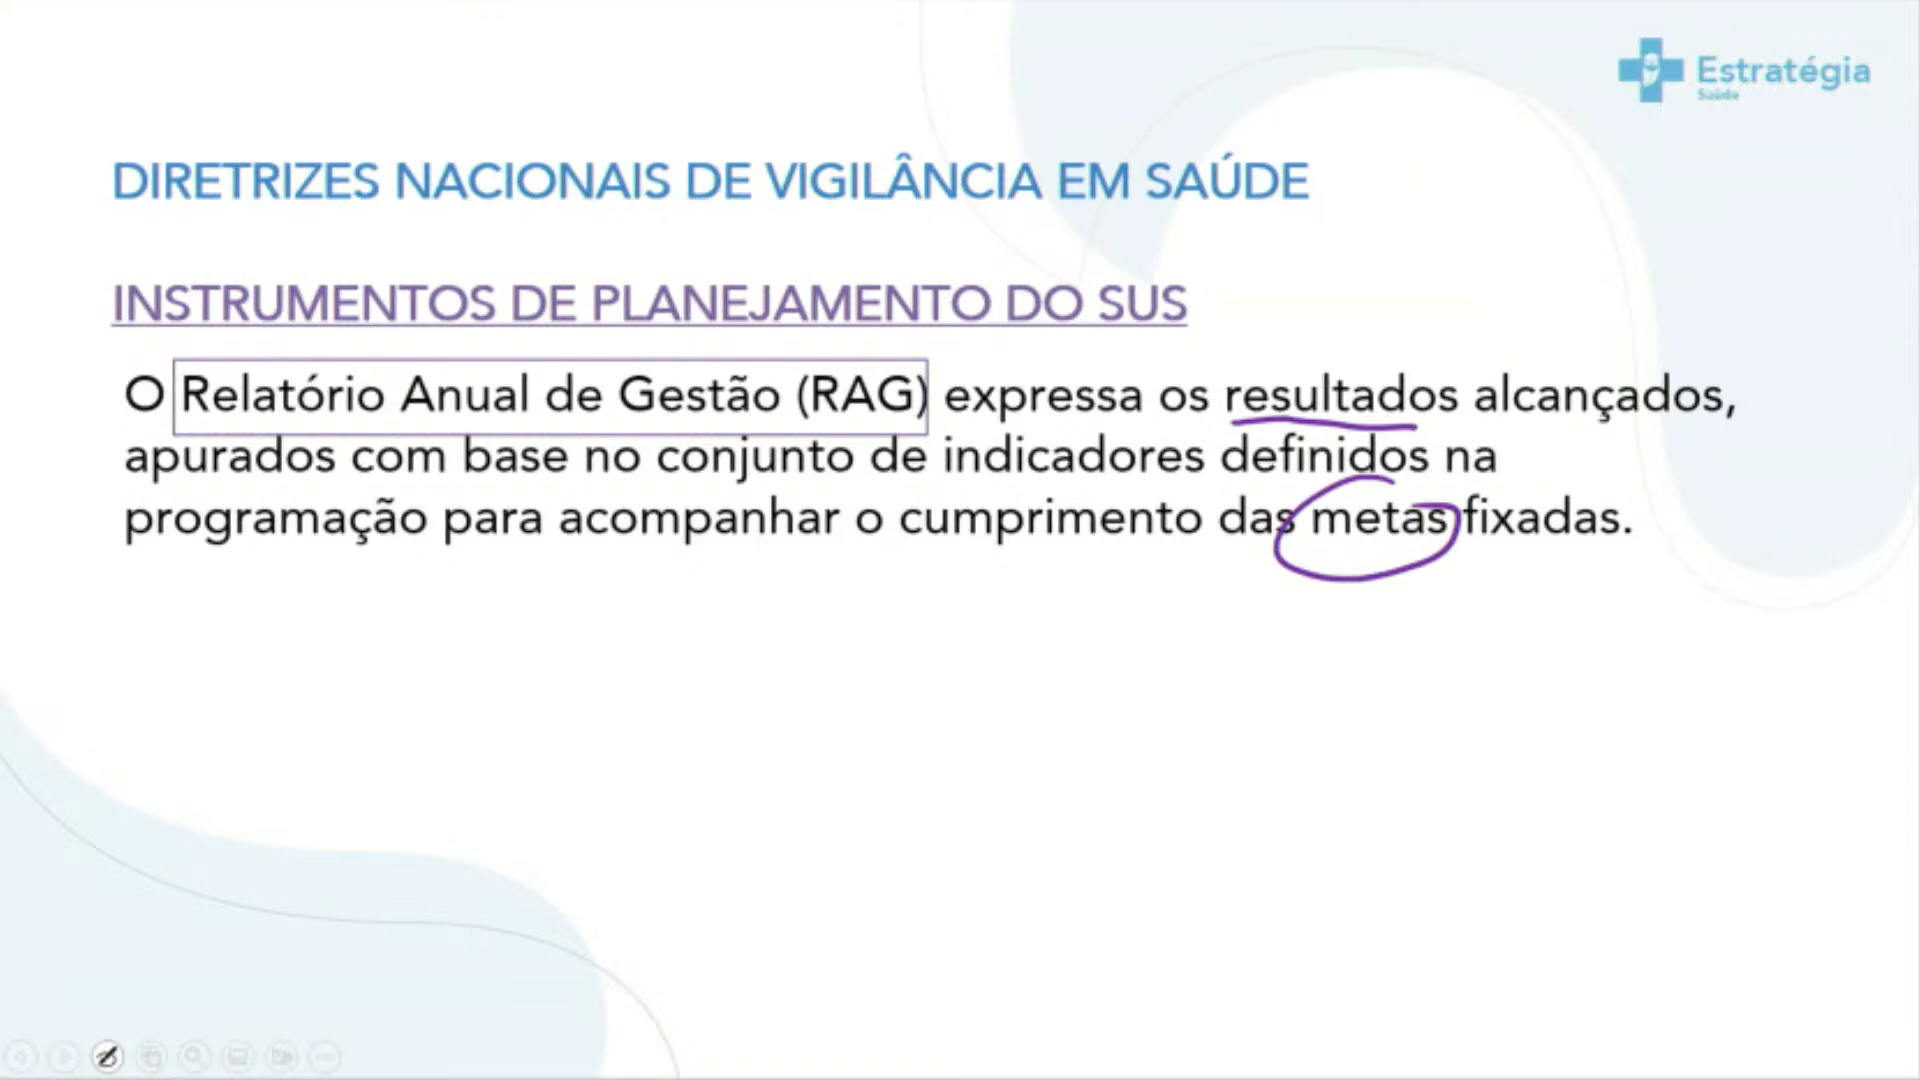 Estratégia
Saúde
DIRETRIZES NACIONAIS DE VIGILÂNCIA EM SAÚDE
INSTRUMENTOS DE PLANEJAMENTO DO SUS
O Relatório Anual de Gestão (RAG) expressa os resultados alcançados,
apurados com base no conjunto de indicadores definidos na
programação para acompanhar o cumprimento das metas fixadas.